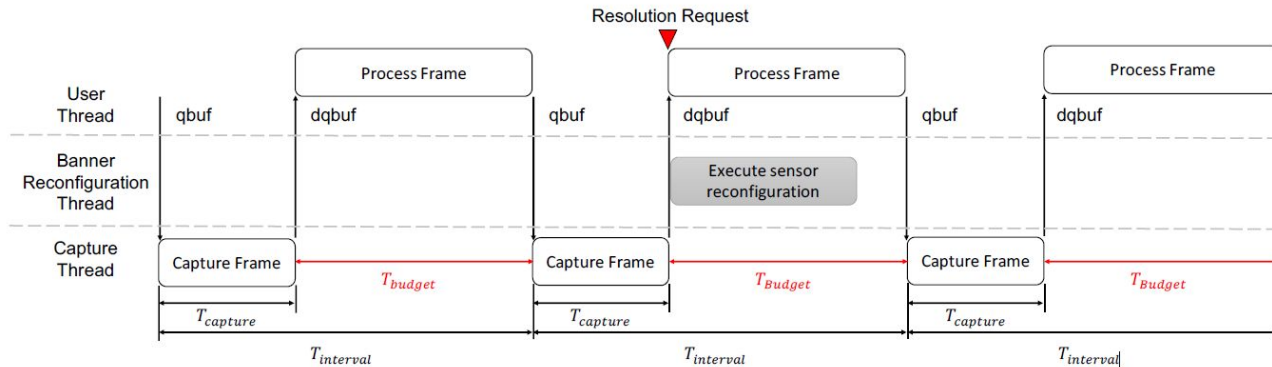 Resolution Request
Process Frame
Process Frame
Process Frame
User
Thread
qbuf
dqbuf
qbuf
dqbuf
qbuf
dqbuf
Banner
Reconfiguration
Thread
Execute sensor
reconfiguration
Capture
Thread
Capture Frame
T_budget
Capture Frame
T_Budget
Capture Frame
T_Budget
T_capture
T_capture
T_capture
T_interval
T_interval
T_interval